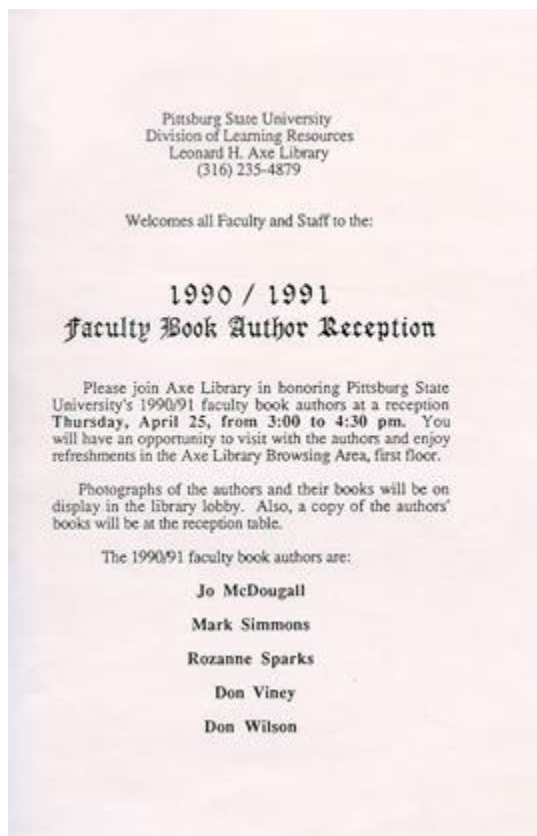 Pittsburg State University
Division of Learning Resources
Leonard H. Axe Library
(316) 235-4879
Welcomes all Faculty and Staff to the:
1990 / 1991
Faculty Book Author Reception
Please join Axe Library in honoring Pittsburg State
University's 1990/91 faculty book authors at a reception
Thursday, April 25, from 3:00 to 4:30 pm. You
will have an opportunity to visit with the authors and enjoy
refreshments in the Axe Library Browsing Area, first floor.
Photographs of the authors and their books will be on
display in the library lobby. Also, a copy of the authors'
books will be at the reception table.
The 1990/91 faculty book authors are:
Jo McDougall
Mark Simmons
Rozanne Sparks
Don Viney
Don Wilson